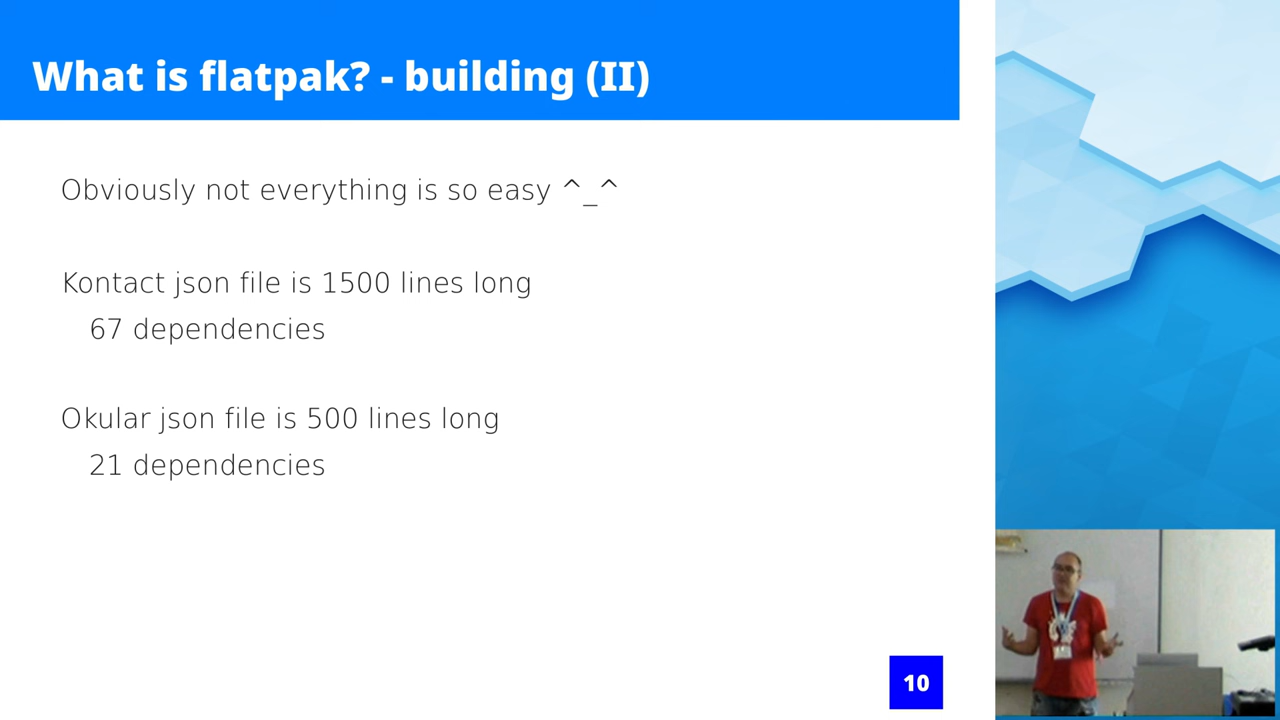 What is flatpak? - building (II)
Obviously not everything is so easy ^_^
Kontact json file is 1500 lines long
67 dependencies
Okular json file is 500 lines long
21 dependencies
10